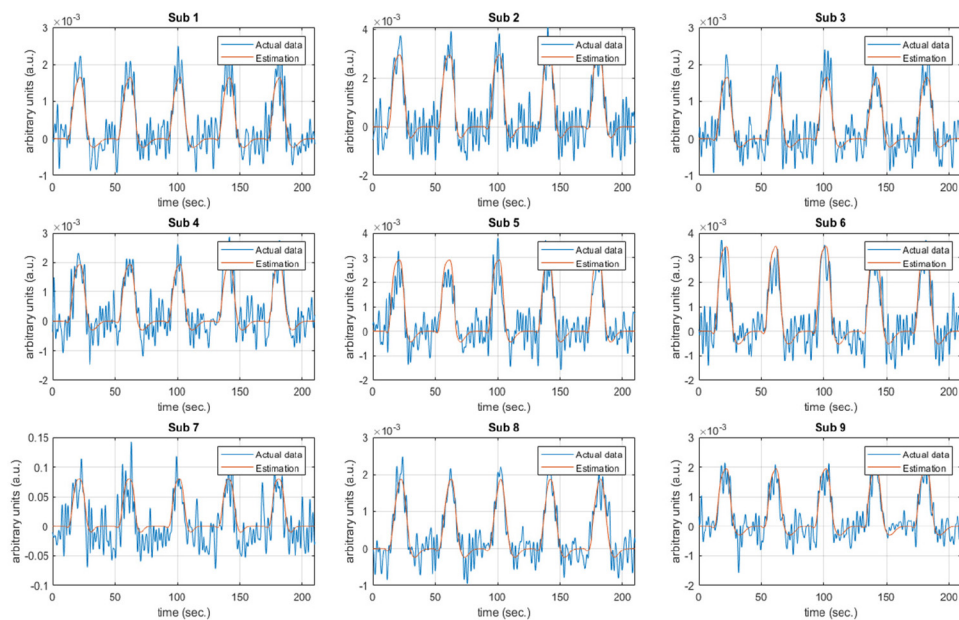 Sub 1
×10⁻³
Actual data
Estimation
arbitrary units (a.u.)
3
2
1
0
-1
0 50 100 150 200
time (sec.)
Sub 2
×10⁻³
Actual data
Estimation
arbitrary units (a.u.)
4
2
0
-2
0 50 100 150 200
time (sec.)
Sub 3
×10⁻³
Actual data
Estimation
arbitrary units (a.u.)
3
2
1
0
-1
0 50 100 150 200
time (sec.)
Sub 4
×10⁻³
Actual data
Estimation
arbitrary units (a.u.)
3
2
1
0
-1
-2
0 50 100 150 200
time (sec.)
Sub 5
×10⁻³
Actual data
Estimation
arbitrary units (a.u.)
4
3
2
1
0
-1
-2
0 50 100 150 200
time (sec.)
Sub 6
×10⁻³
Actual data
Estimation
arbitrary units (a.u.)
4
3
2
1
0
-1
-2
0 50 100 150 200
time (sec.)
Sub 7
Actual data
Estimation
arbitrary units (a.u.)
0.15
0.1
0.05
0
-0.05
-0.1
0 50 100 150 200
time (sec.)
Sub 8
×10⁻³
Actual data
Estimation
arbitrary units (a.u.)
3
2
1
0
-1
0 50 100 150 200
time (sec.)
Sub 9
×10⁻³
Actual data
Estimation
arbitrary units (a.u.)
3
2
1
0
-1
-2
0 50 100 150 200
time (sec.)